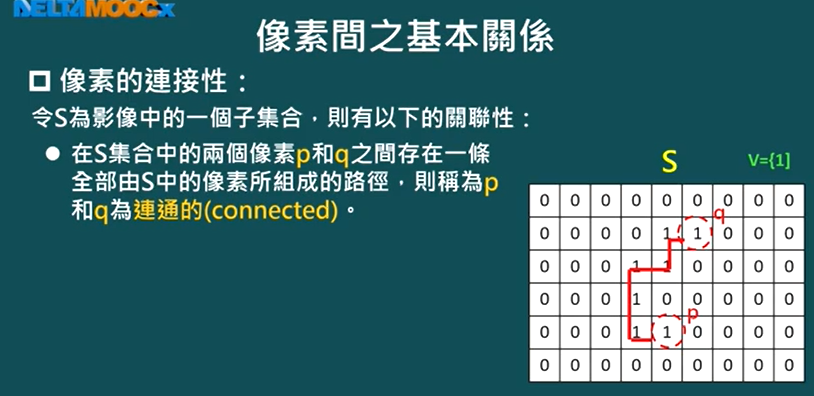 DELTAMOOCx
像素間之基本關係
像素的連接性：
令S為影像中的一個子集合，則有以下的關聯性：
● 在S集合中的兩個像素p和q之間存在一條
全部由S中的像素所組成的路徑，則稱為p
和q為連通的(connected)。
S
V={1]
0 0 0 0 0 0 0 0 0
q
0 0 0 0 1 1 0 0 0
0 0 0 1 1 0 0 0 0
0 0 0 1 0 0 0 0 0
p
0 0 0 1 1 0 0 0 0
0 0 0 0 0 0 0 0 0